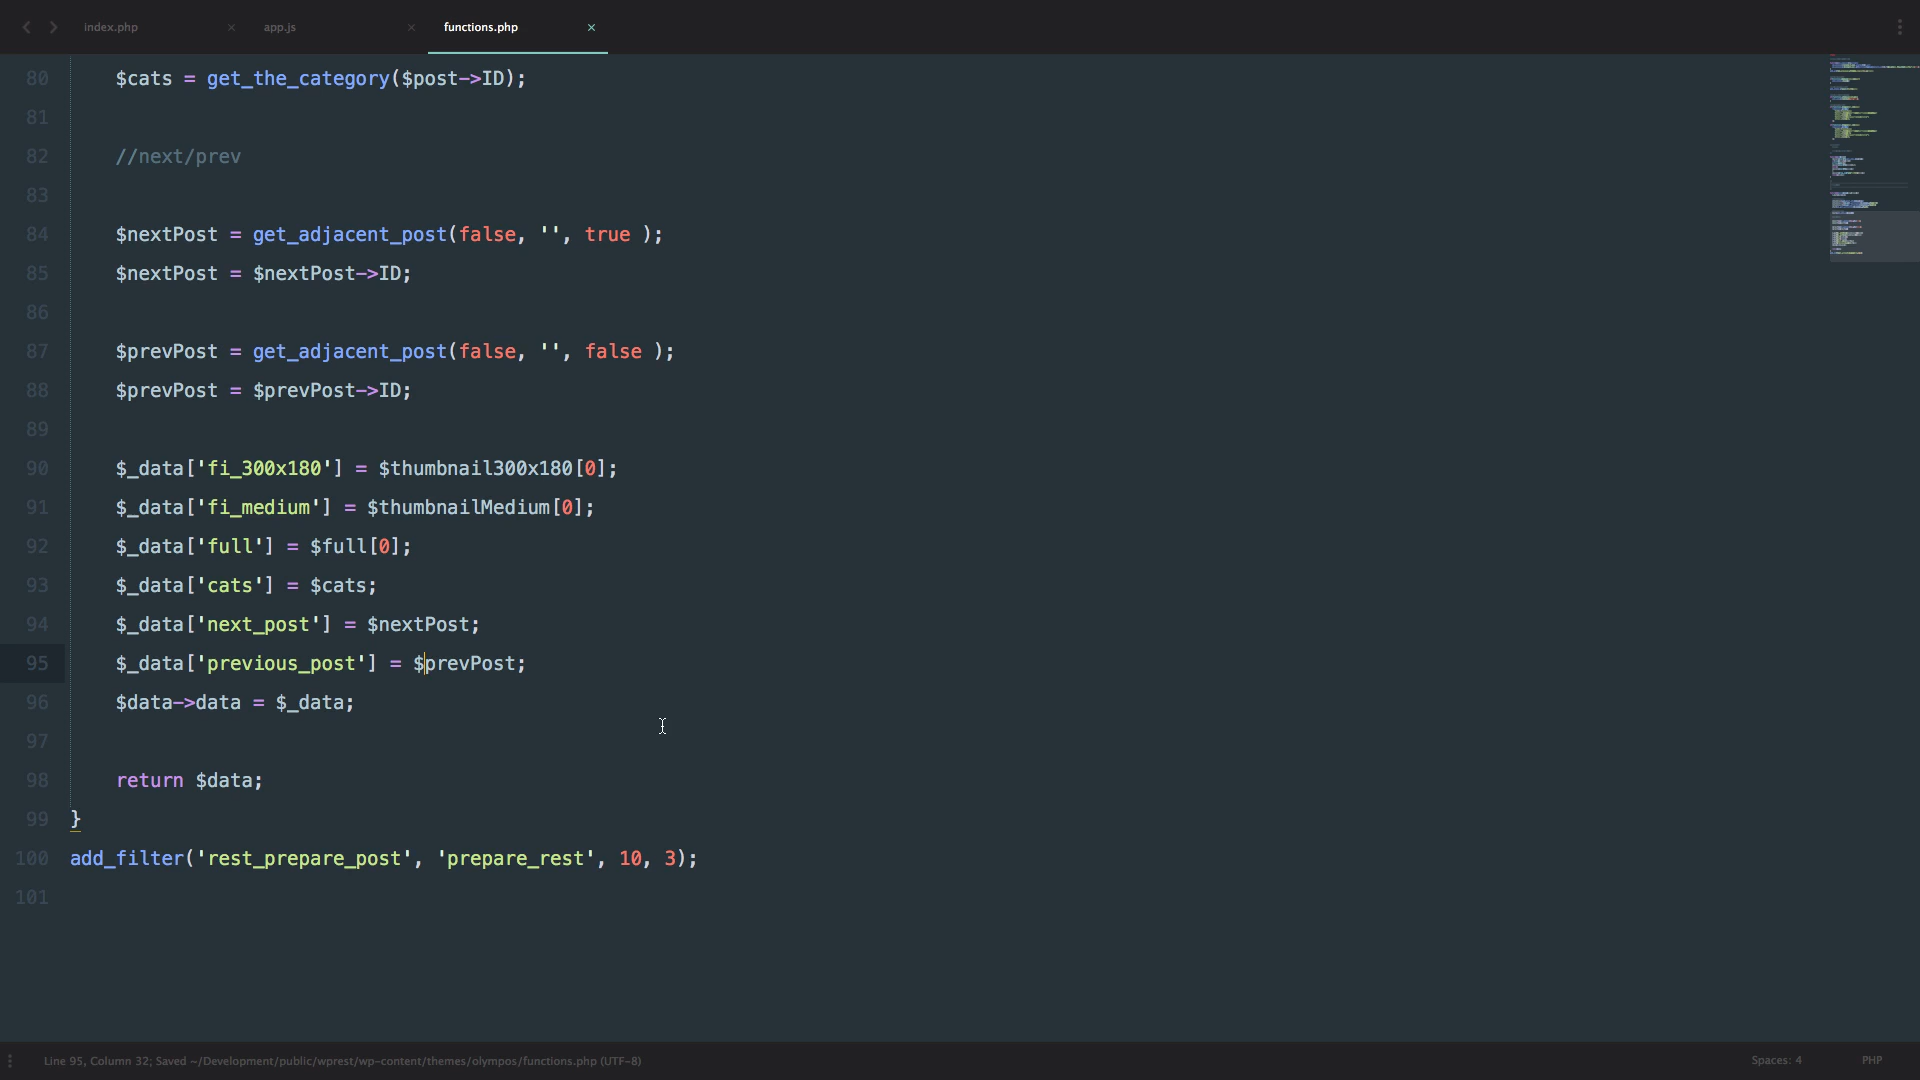 index.php × app.js × functions.php ×
80 $cats = get_the_category($post->ID);
81
82 //next/prev
83
84 $nextPost = get_adjacent_post(false, '', true );
85 $nextPost = $nextPost->ID;
86
87 $prevPost = get_adjacent_post(false, '', false );
88 $prevPost = $prevPost->ID;
89
90 $_data['fi_300x180'] = $thumbnail300x180[0];
91 $_data['fi_medium'] = $thumbnailMedium[0];
92 $_data['full'] = $full[0];
93 $_data['cats'] = $cats;
94 $_data['next_post'] = $nextPost;
95 $_data['previous_post'] = $prevPost;
96 $data->data = $_data;
97
98 return $data;
99 }
100 add_filter('rest_prepare_post', 'prepare_rest', 10, 3);
101
Line 95, Column 32; Saved ~/Development/public/wprest/wp-content/themes/olympos/functions.php (UTF-8) Spaces: 4 PHP